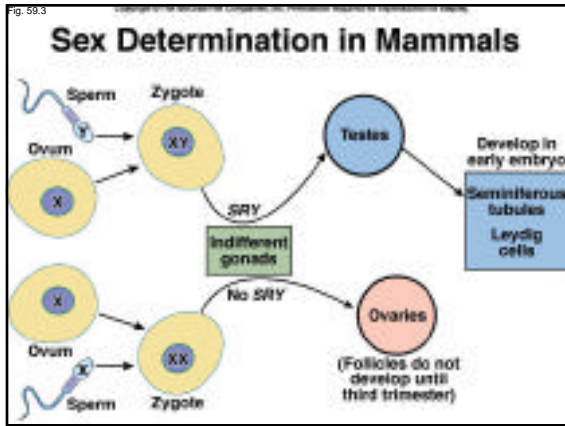 Fig. 59.3
Sex Determination in Mammals
Sperm
Zygote
Y
XY
Ovum
X
SRY
Testes
Develop in
early embryo
Seminiferous
tubules
Leydig
cells
Indifferent
gonads
No SRY
X
Ovum
X
XX
Sperm
Zygote
Ovaries
(Follicles do not
develop until
third trimester)